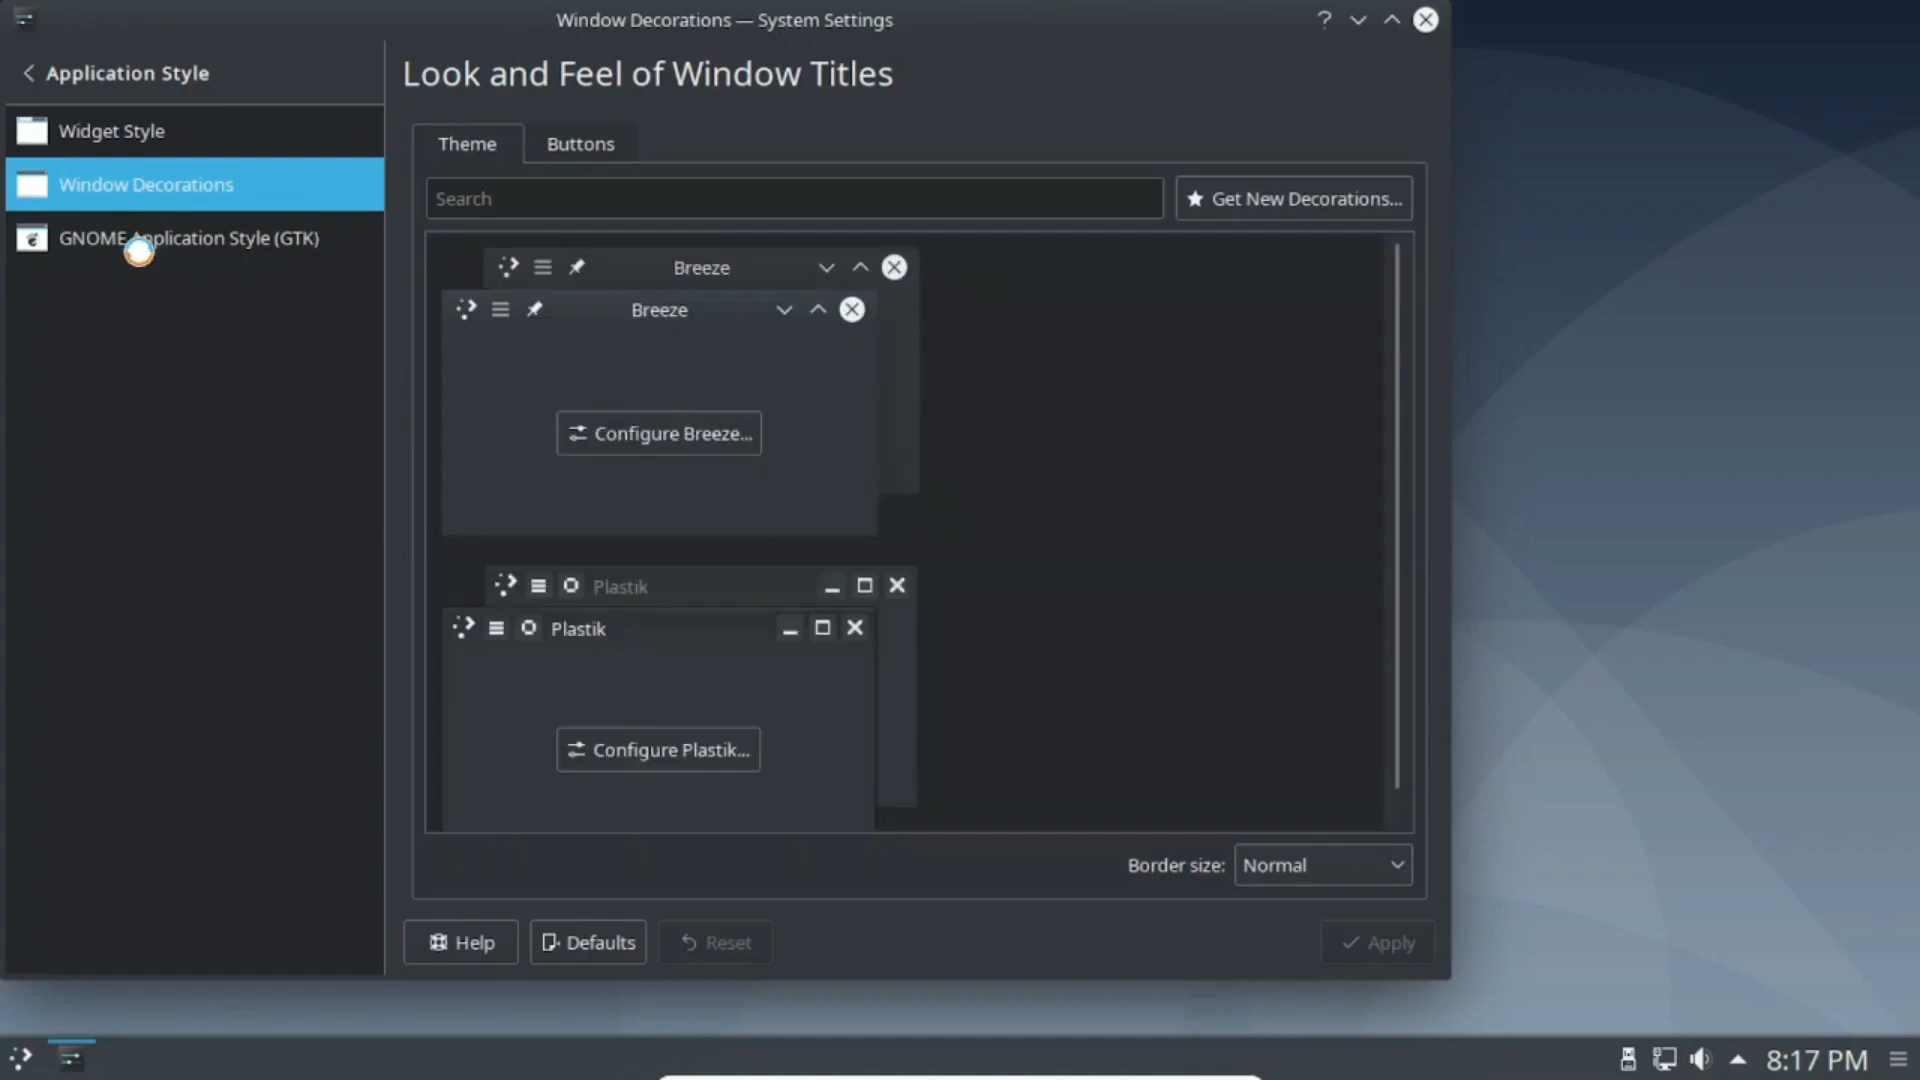 Window Decorations — System Settings
Application Style
Look and Feel of Window Titles
Widget Style
Window Decorations
GNOME Application Style (GTK)
Theme
Buttons
Search
Get New Decorations...
Breeze
Breeze
Configure Breeze...
Plastik
Plastik
Configure Plastik...
Border size:
Normal
Help
Defaults
Reset
Apply
8:17 PM